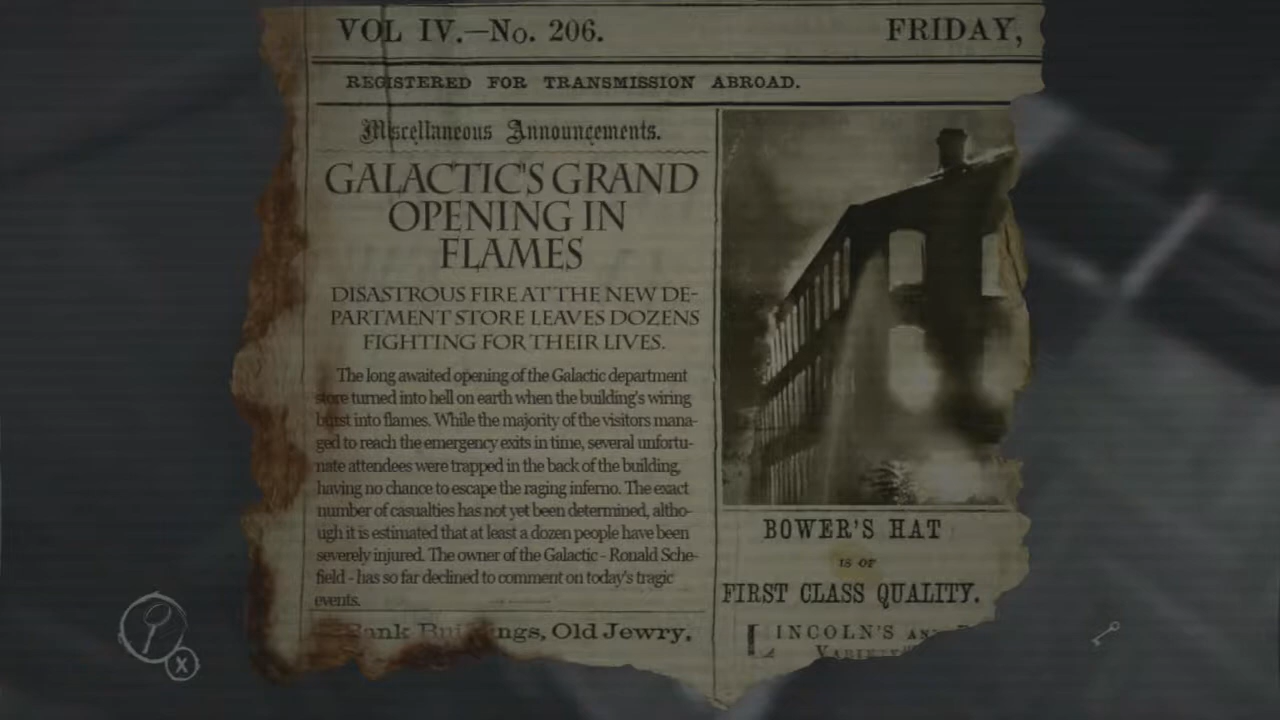 VOL IV.—No. 206.
FRIDAY,
REGISTERED FOR TRANSMISSION ABROAD.
Miscellaneous Announcements.
GALACTIC'S GRAND
OPENING IN
FLAMES
DISASTROUS FIRE AT THE NEW DE-
PARTMENT STORE LEAVES DOZENS
FIGHTING FOR THEIR LIVES.
The long awaited opening of the Galactic department
store turned into hell on earth when the building's wiring
burst into flames. While the majority of the visitors mana-
ged to reach the emergency exits in time, several unfortu-
nate attendees were trapped in the back of the building,
having no chance to escape the raging inferno. The exact
number of casualties has not yet been determined, altho-
ugh it is estimated that at least a dozen people have been
severely injured. The owner of the Galactic - Ronald Sche-
field - has so far declined to comment on today's tragic
events.
Bank Buildings, Old Jewry,
BOWER'S HAT
IS OF
FIRST CLASS QUALITY.
LINCOLN'S
X